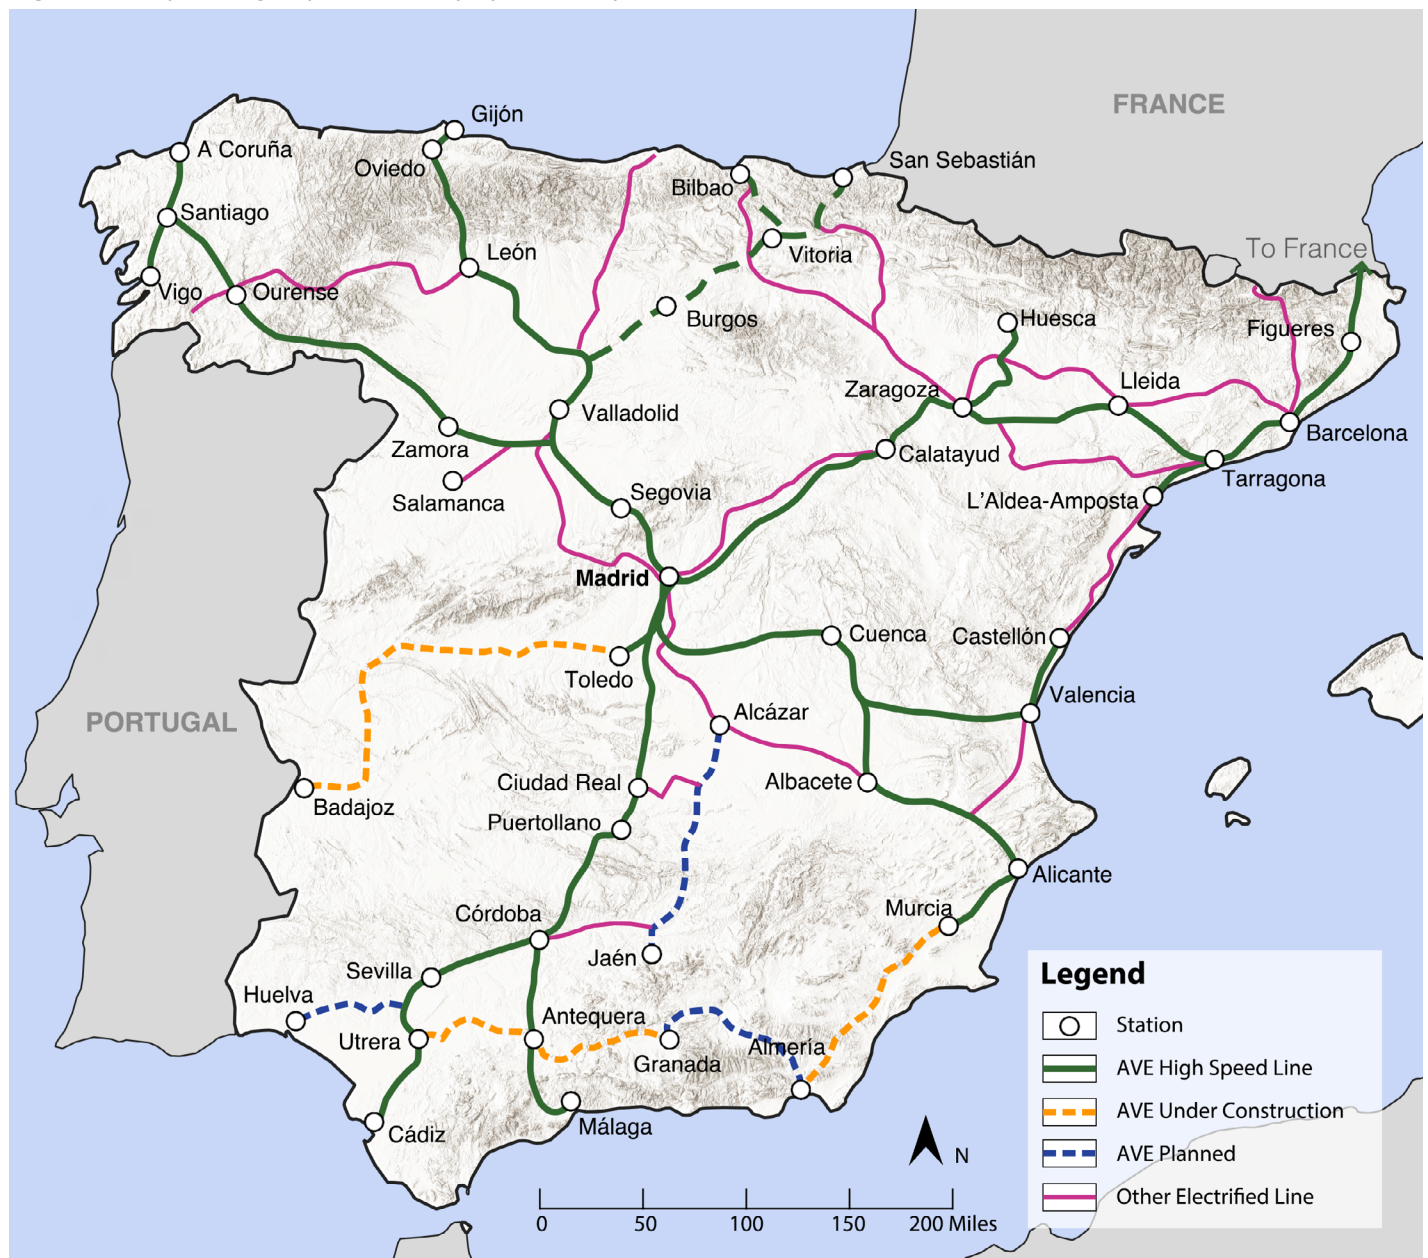 FRANCE
Gijón
A Coruña
Oviedo
San Sebastián
Bilbao
Santiago
León
Vitoria
To France
Vigo
Ourense
Burgos
Huesca
Figueres
Zaragoza
Lleida
Valladolid
Barcelona
Zamora
Calatayud
Salamanca
Segovia
Tarragona
L'Aldea-Amposta
Madrid
Cuenca
Castellón
Toledo
Valencia
PORTUGAL
Alcázar
Ciudad Real
Albacete
Badajoz
Puertollano
Alicante
Córdoba
Murcia
Jaén
Sevilla
Huelva
Antequera
Utrera
Granada
Almería
Cádiz
Málaga
N
0 50 100 150 200 Miles
Legend
Station
AVE High Speed Line
AVE Under Construction
AVE Planned
Other Electrified Line